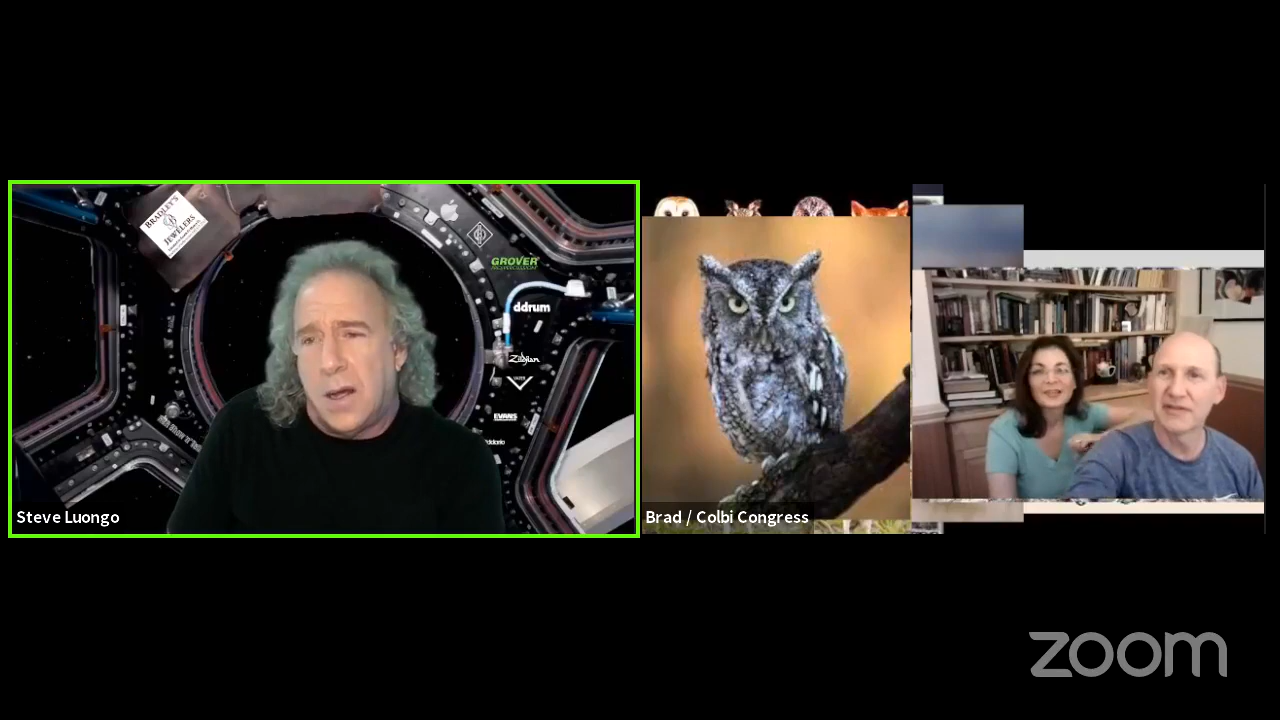 BRADLEY'S
JEWELERS
GROVER
ddrum
Zildjian
EVANS
Steve Luongo
Brad / Colbi Congress
zoom